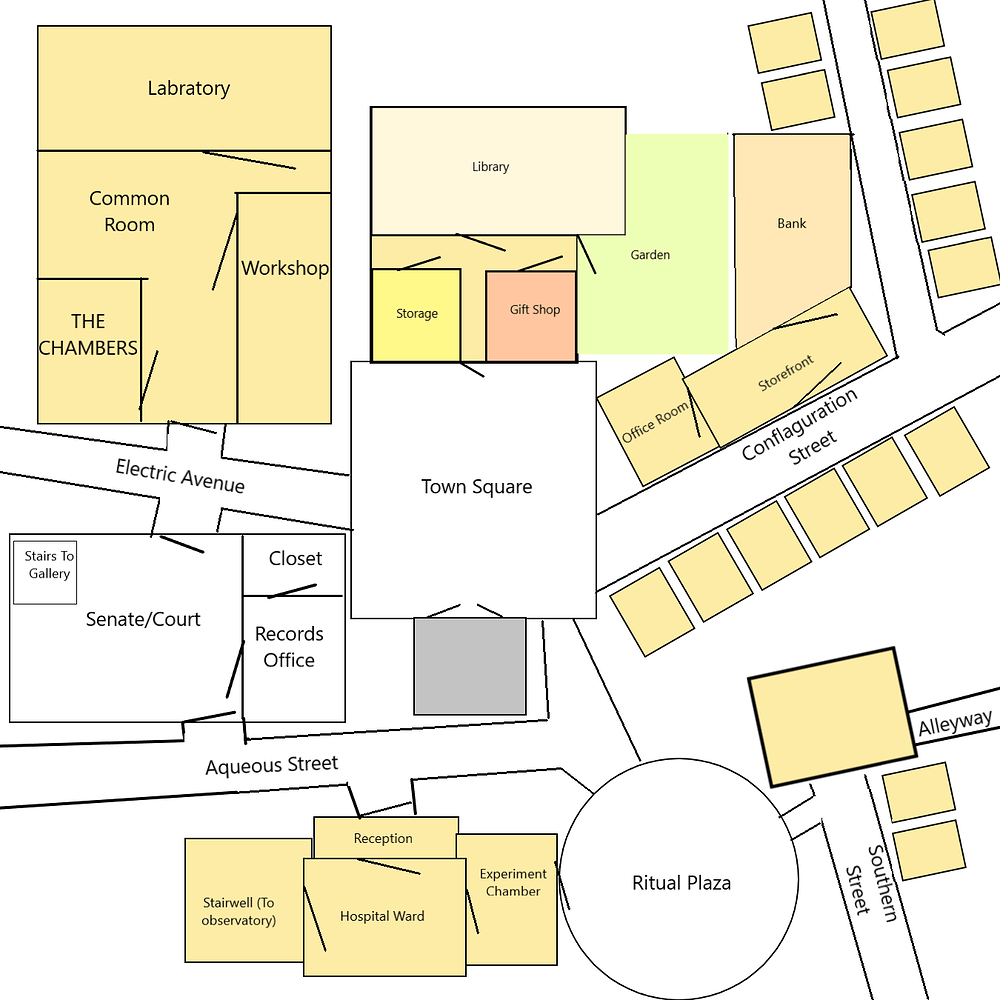 Labratory
Common
Room
Workshop
THE
CHAMBERS
Library
Garden
Bank
Storage
Gift Shop
Storefront
Office Room
Conflaguration
Street
Electric Avenue
Town Square
Stairs To
Gallery
Senate/Court
Closet
Records
Office
Aqueous Street
Alleyway
Reception
Experiment
Chamber
Stairwell (To
observatory)
Hospital Ward
Ritual Plaza
Southern
Street